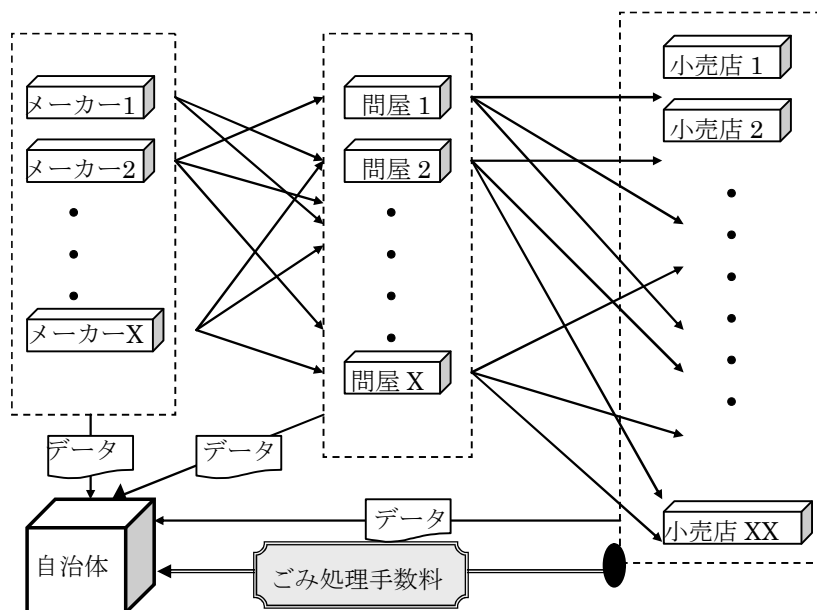 メーカー1
メーカー2
メーカーX
問屋 1
問屋 2
問屋 X
小売店 1
小売店 2
小売店 XX
データ
データ
データ
自治体
ごみ処理手数料